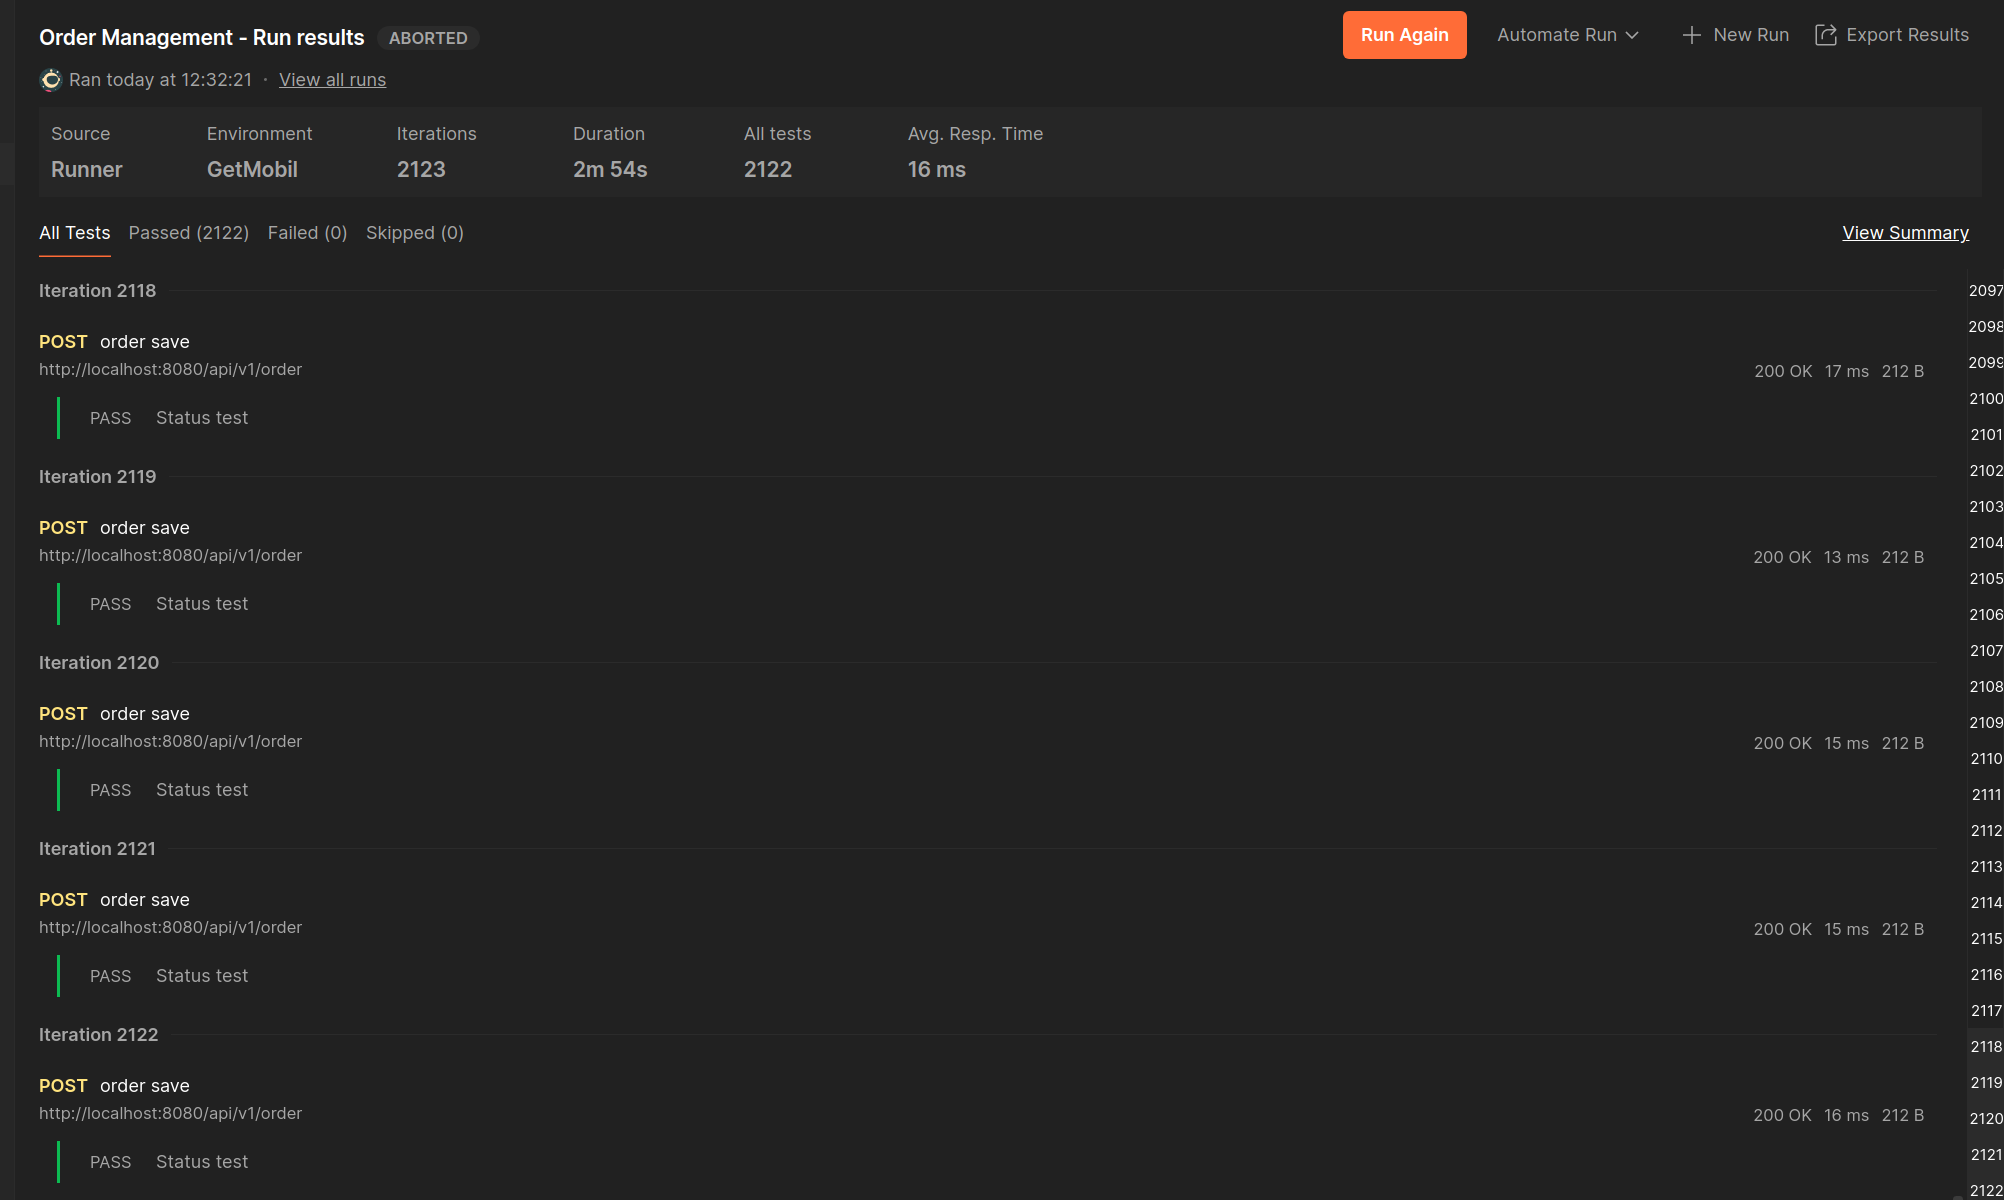 Order Management - Run results ABORTED
Run Again Automate Run New Run Export Results
Ran today at 12:32:21 · View all runs
Source Environment Iterations Duration All tests Avg. Resp. Time
Runner GetMobil 2123 2m 54s 2122 16 ms
All Tests Passed (2122) Failed (0) Skipped (0) View Summary
Iteration 2118
POST order save
http://localhost:8080/api/v1/order
200 OK 17 ms 212 B
PASS Status test
Iteration 2119
POST order save
http://localhost:8080/api/v1/order
200 OK 13 ms 212 B
PASS Status test
Iteration 2120
POST order save
http://localhost:8080/api/v1/order
200 OK 15 ms 212 B
PASS Status test
Iteration 2121
POST order save
http://localhost:8080/api/v1/order
200 OK 15 ms 212 B
PASS Status test
Iteration 2122
POST order save
http://localhost:8080/api/v1/order
200 OK 16 ms 212 B
PASS Status test
2097
2098
2099
2100
2101
2102
2103
2104
2105
2106
2107
2108
2109
2110
2111
2112
2113
2114
2115
2116
2117
2118
2119
2120
2121
2122